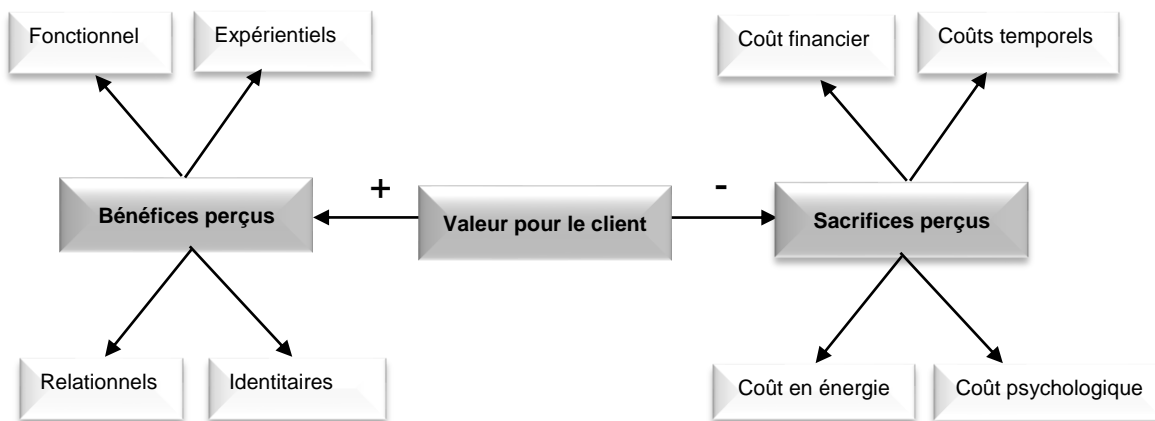 Fonctionnel
Expérientiels
Coût financier
Coûts temporels
+
-
Bénéfices perçus
Valeur pour le client
Sacrifices perçus
Relationnels
Identitaires
Coût en énergie
Coût psychologique